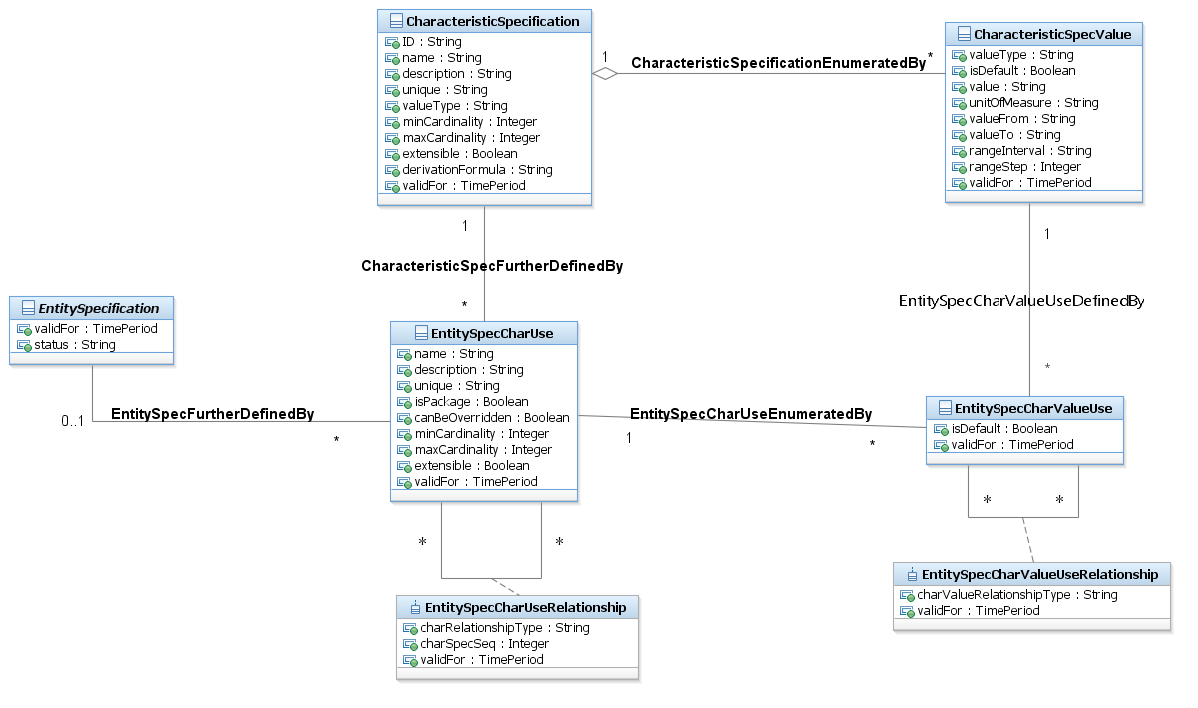 CharacteristicSpecification
ID : String
name : String
description : String
unique : String
valueType : String
minCardinality : Integer
maxCardinality : Integer
extensible : Boolean
derivationFormula : String
validFor : TimePeriod
1
CharacteristicSpecificationEnumeratedBy
*
CharacteristicSpecValue
valueType : String
isDefault : Boolean
value : String
unitOfMeasure : String
valueFrom : String
valueTo : String
rangeInterval : String
rangeStep : Integer
validFor : TimePeriod
1
CharacteristicSpecFurtherDefinedBy
*
1
EntitySpecCharValueUseDefinedBy
*
EntitySpecification
validFor : TimePeriod
status : String
0..1
EntitySpecFurtherDefinedBy
*
EntitySpecCharUse
name : String
description : String
unique : String
isPackage : Boolean
canBeOverridden : Boolean
minCardinality : Integer
maxCardinality : Integer
extensible : Boolean
validFor : TimePeriod
EntitySpecCharUseEnumeratedBy
1
*
EntitySpecCharValueUse
isDefault : Boolean
validFor : TimePeriod
*
*
*
*
EntitySpecCharUseRelationship
charRelationshipType : String
charSpecSeq : Integer
validFor : TimePeriod
EntitySpecCharValueUseRelationship
charValueRelationshipType : String
validFor : TimePeriod